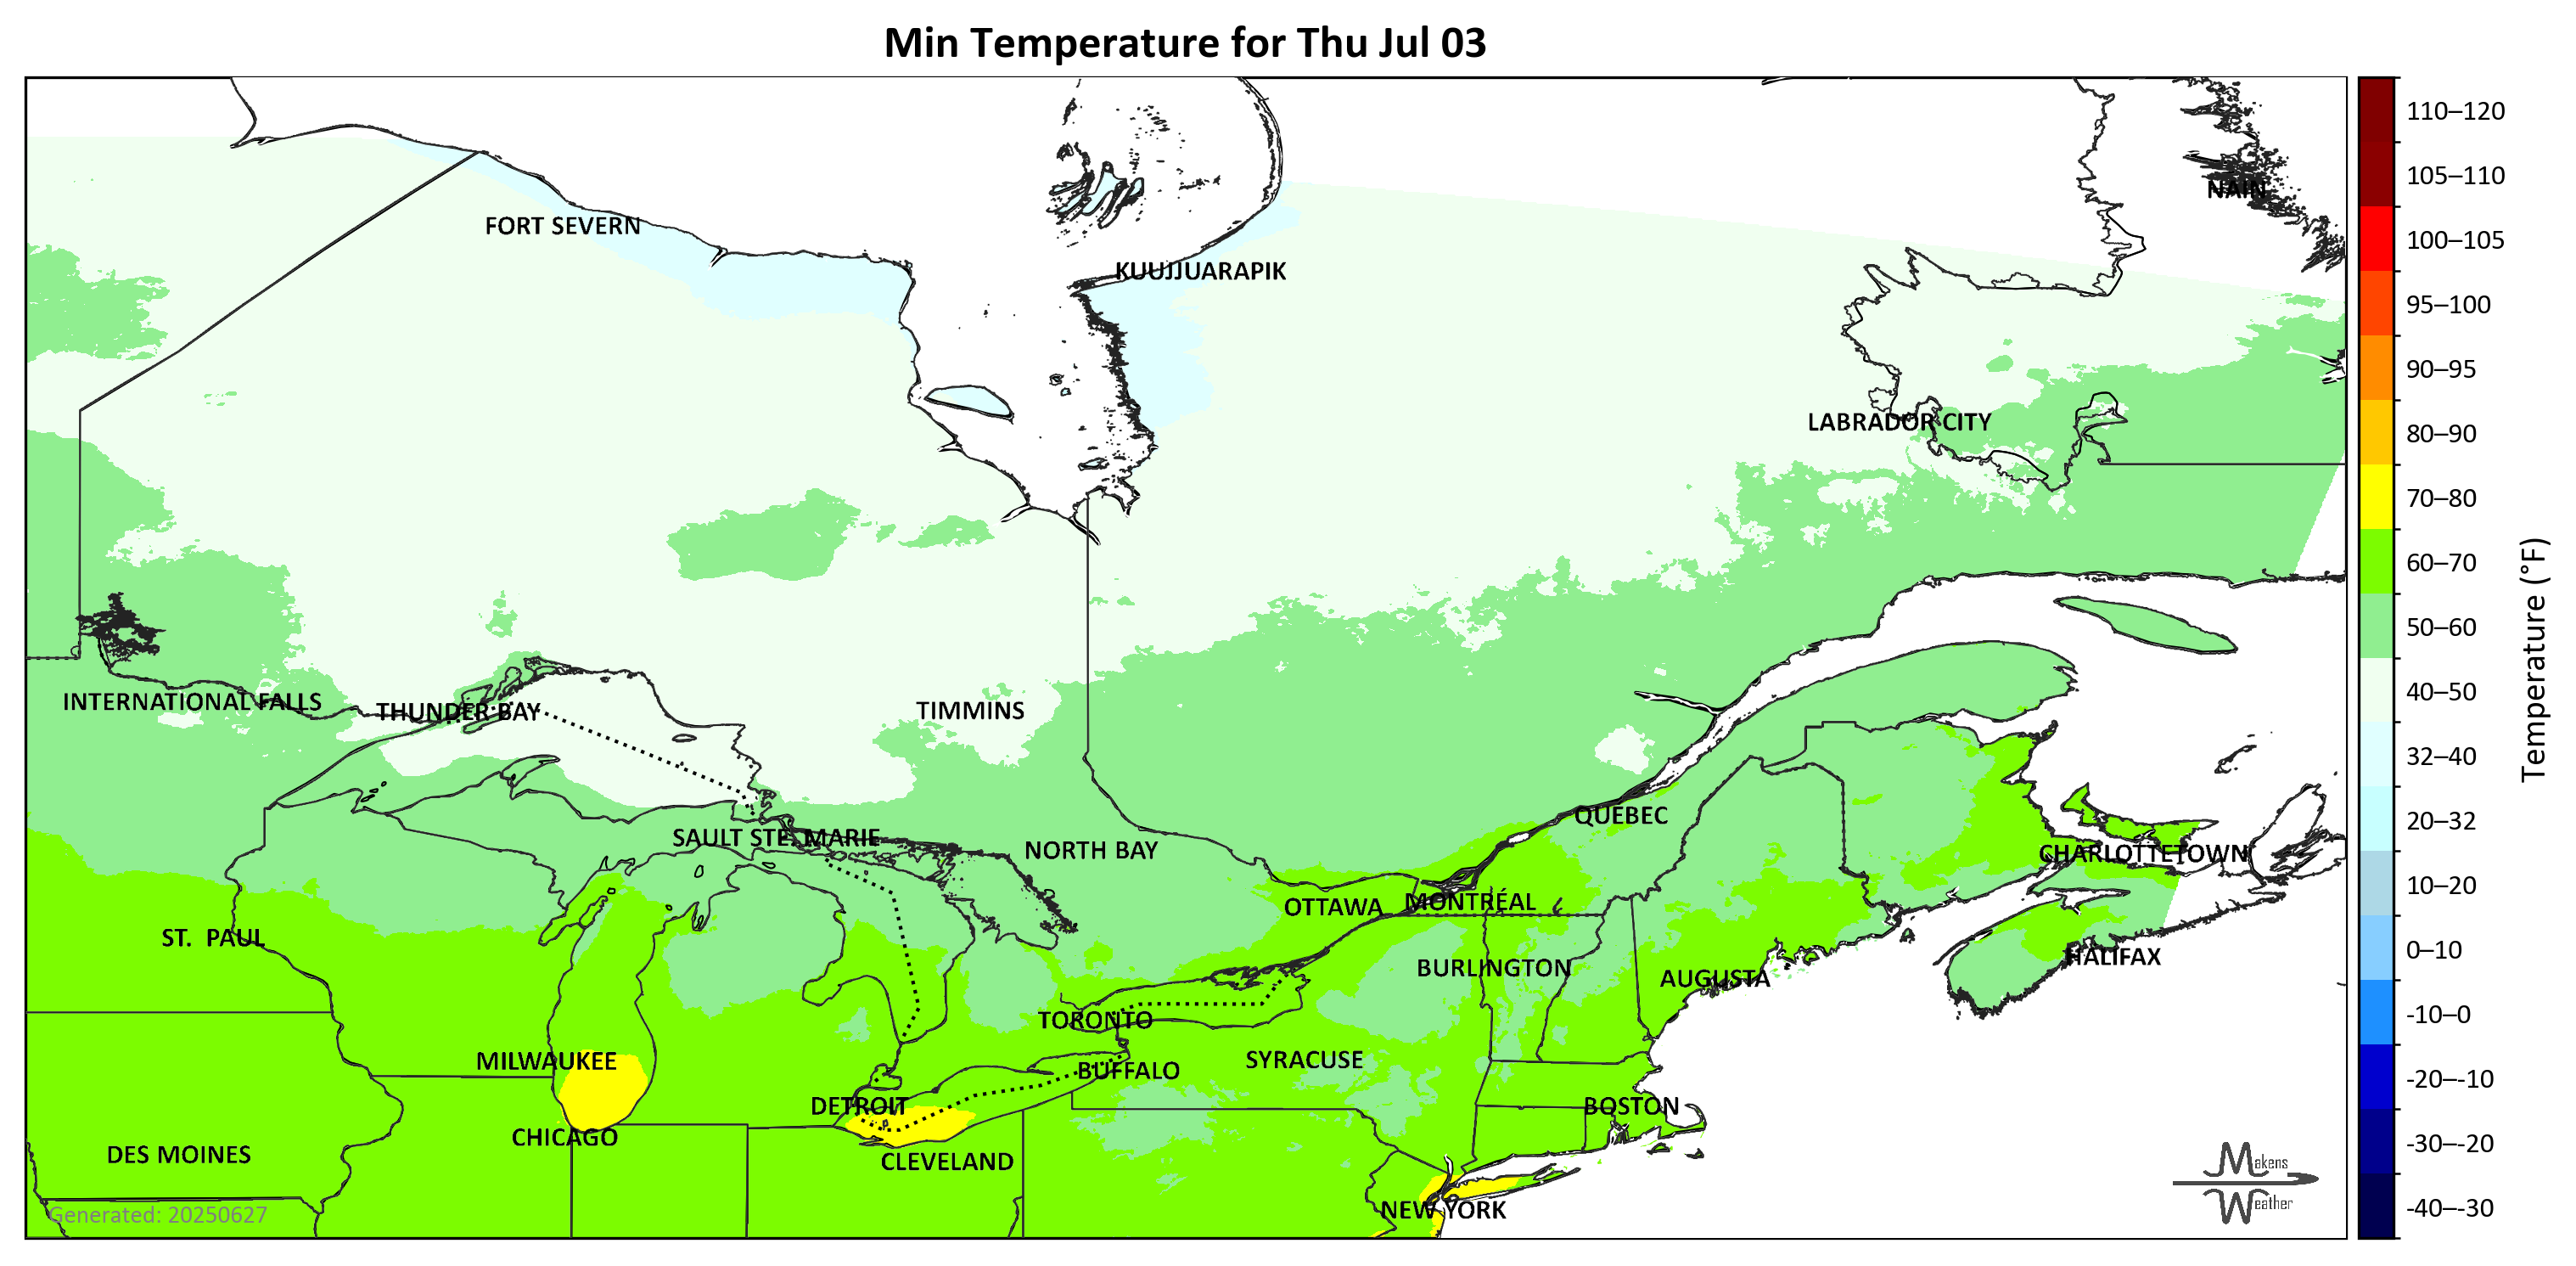 Min Temperature for Thu Jul 03
NAIN
FORT SEVERN
KUUJJUARAPIK
LABRADOR CITY
INTERNATIONAL FALLS
THUNDER BAY
TIMMINS
QUEBEC
SAULT STE. MARIE
NORTH BAY
CHARLOTTETOWN
OTTAWA
MONTRÉAL
ST. PAUL
HALIFAX
BURLINGTON
AUGUSTA
TORONTO
MILWAUKEE
SYRACUSE
BUFFALO
DETROIT
BOSTON
CHICAGO
DES MOINES
CLEVELAND
NEW YORK
Generated: 20250627
Makens
Weather
110–120
105–110
100–105
95–100
90–95
80–90
70–80
60–70
50–60
40–50
32–40
20–32
10–20
0–10
-10–0
-20–-10
-30–-20
-40–-30
Temperature (°F)